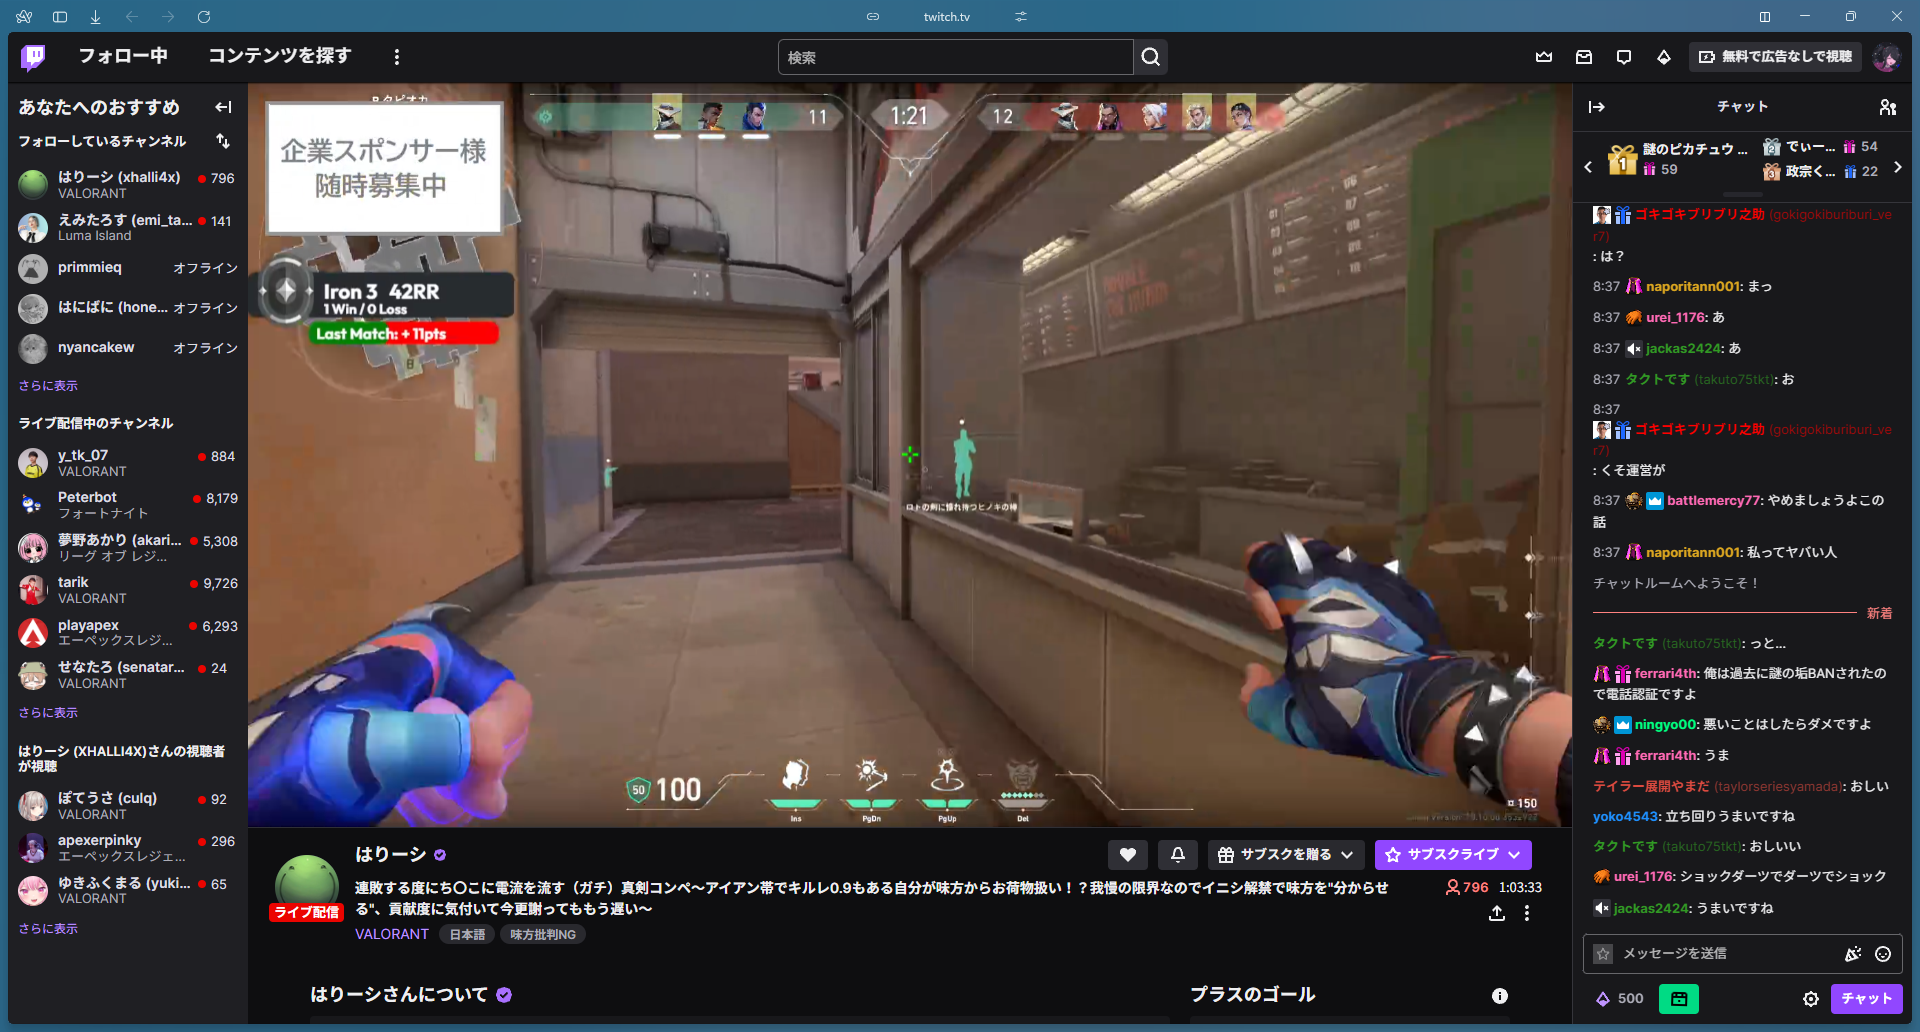 twitch.tv
フォロー中
コンテンツを探す
検索
無料で広告なしで視聴
あなたへのおすすめ
フォローしているチャンネル
はりーシ (xhalli4x)
796
VALORANT
えみたろす (emi_ta...
141
Luma Island
primmieq
オフライン
はにばに (hone...
オフライン
nyancakew
オフライン
さらに表示
ライブ配信中のチャンネル
y_tk_07
884
VALORANT
Peterbot
8,179
フォートナイト
夢野あかり (akari...
5,308
リーグ オブ レジ...
tarik
9,726
VALORANT
playapex
6,293
エーペックスレジ...
せなたろ (senatar...
24
VALORANT
さらに表示
はりーシ (XHALLI4X)さんの視聴者
が視聴
ぽてうさ (culq)
92
VALORANT
apexerpinky
296
エーペックスレジェ...
ゆきふくまる (yuki...
65
VALORANT
さらに表示
企業スポンサー様
随時募集中
11
1:21
12
Iron 3 42RR
1 Win / 0 Loss
Last Match: + 11pts
B
ロトの剣に憧れ持つヒノキの棒
50
100
Ins
PgDn
PgUp
Del
150
はりーシ
ライブ配信
サブスクを贈る
サブスクライブ
連敗する度にち〇こに電流を流す（ガチ）真剣コンペ～アイアン帯でキルレ0.9もある自分が味方からお荷物扱い！？我慢の限界なのでイニシ解禁で味方を"分からせ
る"、貢献度に気付いて今更謝ってももう遅い～
796
1:03:33
VALORANT
日本語
味方批判NG
はりーシさんについて
プラスのゴール
チャット
1
謎のピカチュウ ...
59
2
でぃー...
54
3
政宗く...
22
ゴキゴキブリブリ之助 (gokigokiburiburi_ve
r7)
: は？
8:37 naporitann001: まっ
8:37 urei_1176: あ
8:37 jackas2424: あ
8:37 タクトです (takuto75tkt): お
8:37
ゴキゴキブリブリ之助 (gokigokiburiburi_ve
r7)
: くそ運営が
8:37 battlemercy77: やめましょうよこの
話
8:37 naporitann001: 私ってヤバい人
チャットルームへようこそ！
新着
タクトです (takuto75tkt): っと...
ferrari4th: 俺は過去に謎の垢BANされたの
で電話認証ですよ
ningyo00: 悪いことはしたらダメですよ
ferrari4th: うま
テイラー展開やまだ (taylorseriesyamada): おしい
yoko4543: 立ち回りうまいですね
タクトです (takuto75tkt): おしいい
urei_1176: ショックダーツでダーツでショック
jackas2424: うまいですね
メッセージを送信
500
チャット